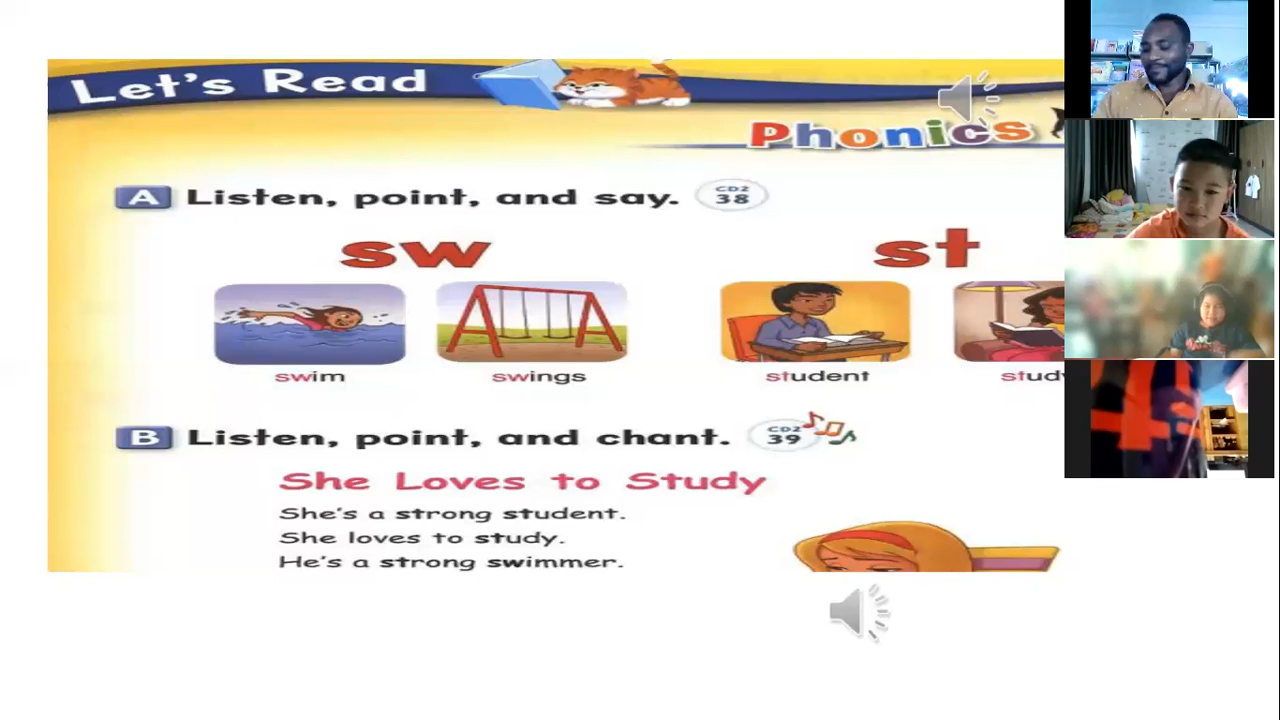 Let's Read
Phonics
A Listen, point, and say. CD2 38
sw st
swim swings student study
B Listen, point, and chant. CD2 39
She Loves to Study
She's a strong student.
She loves to study.
He's a strong swimmer.